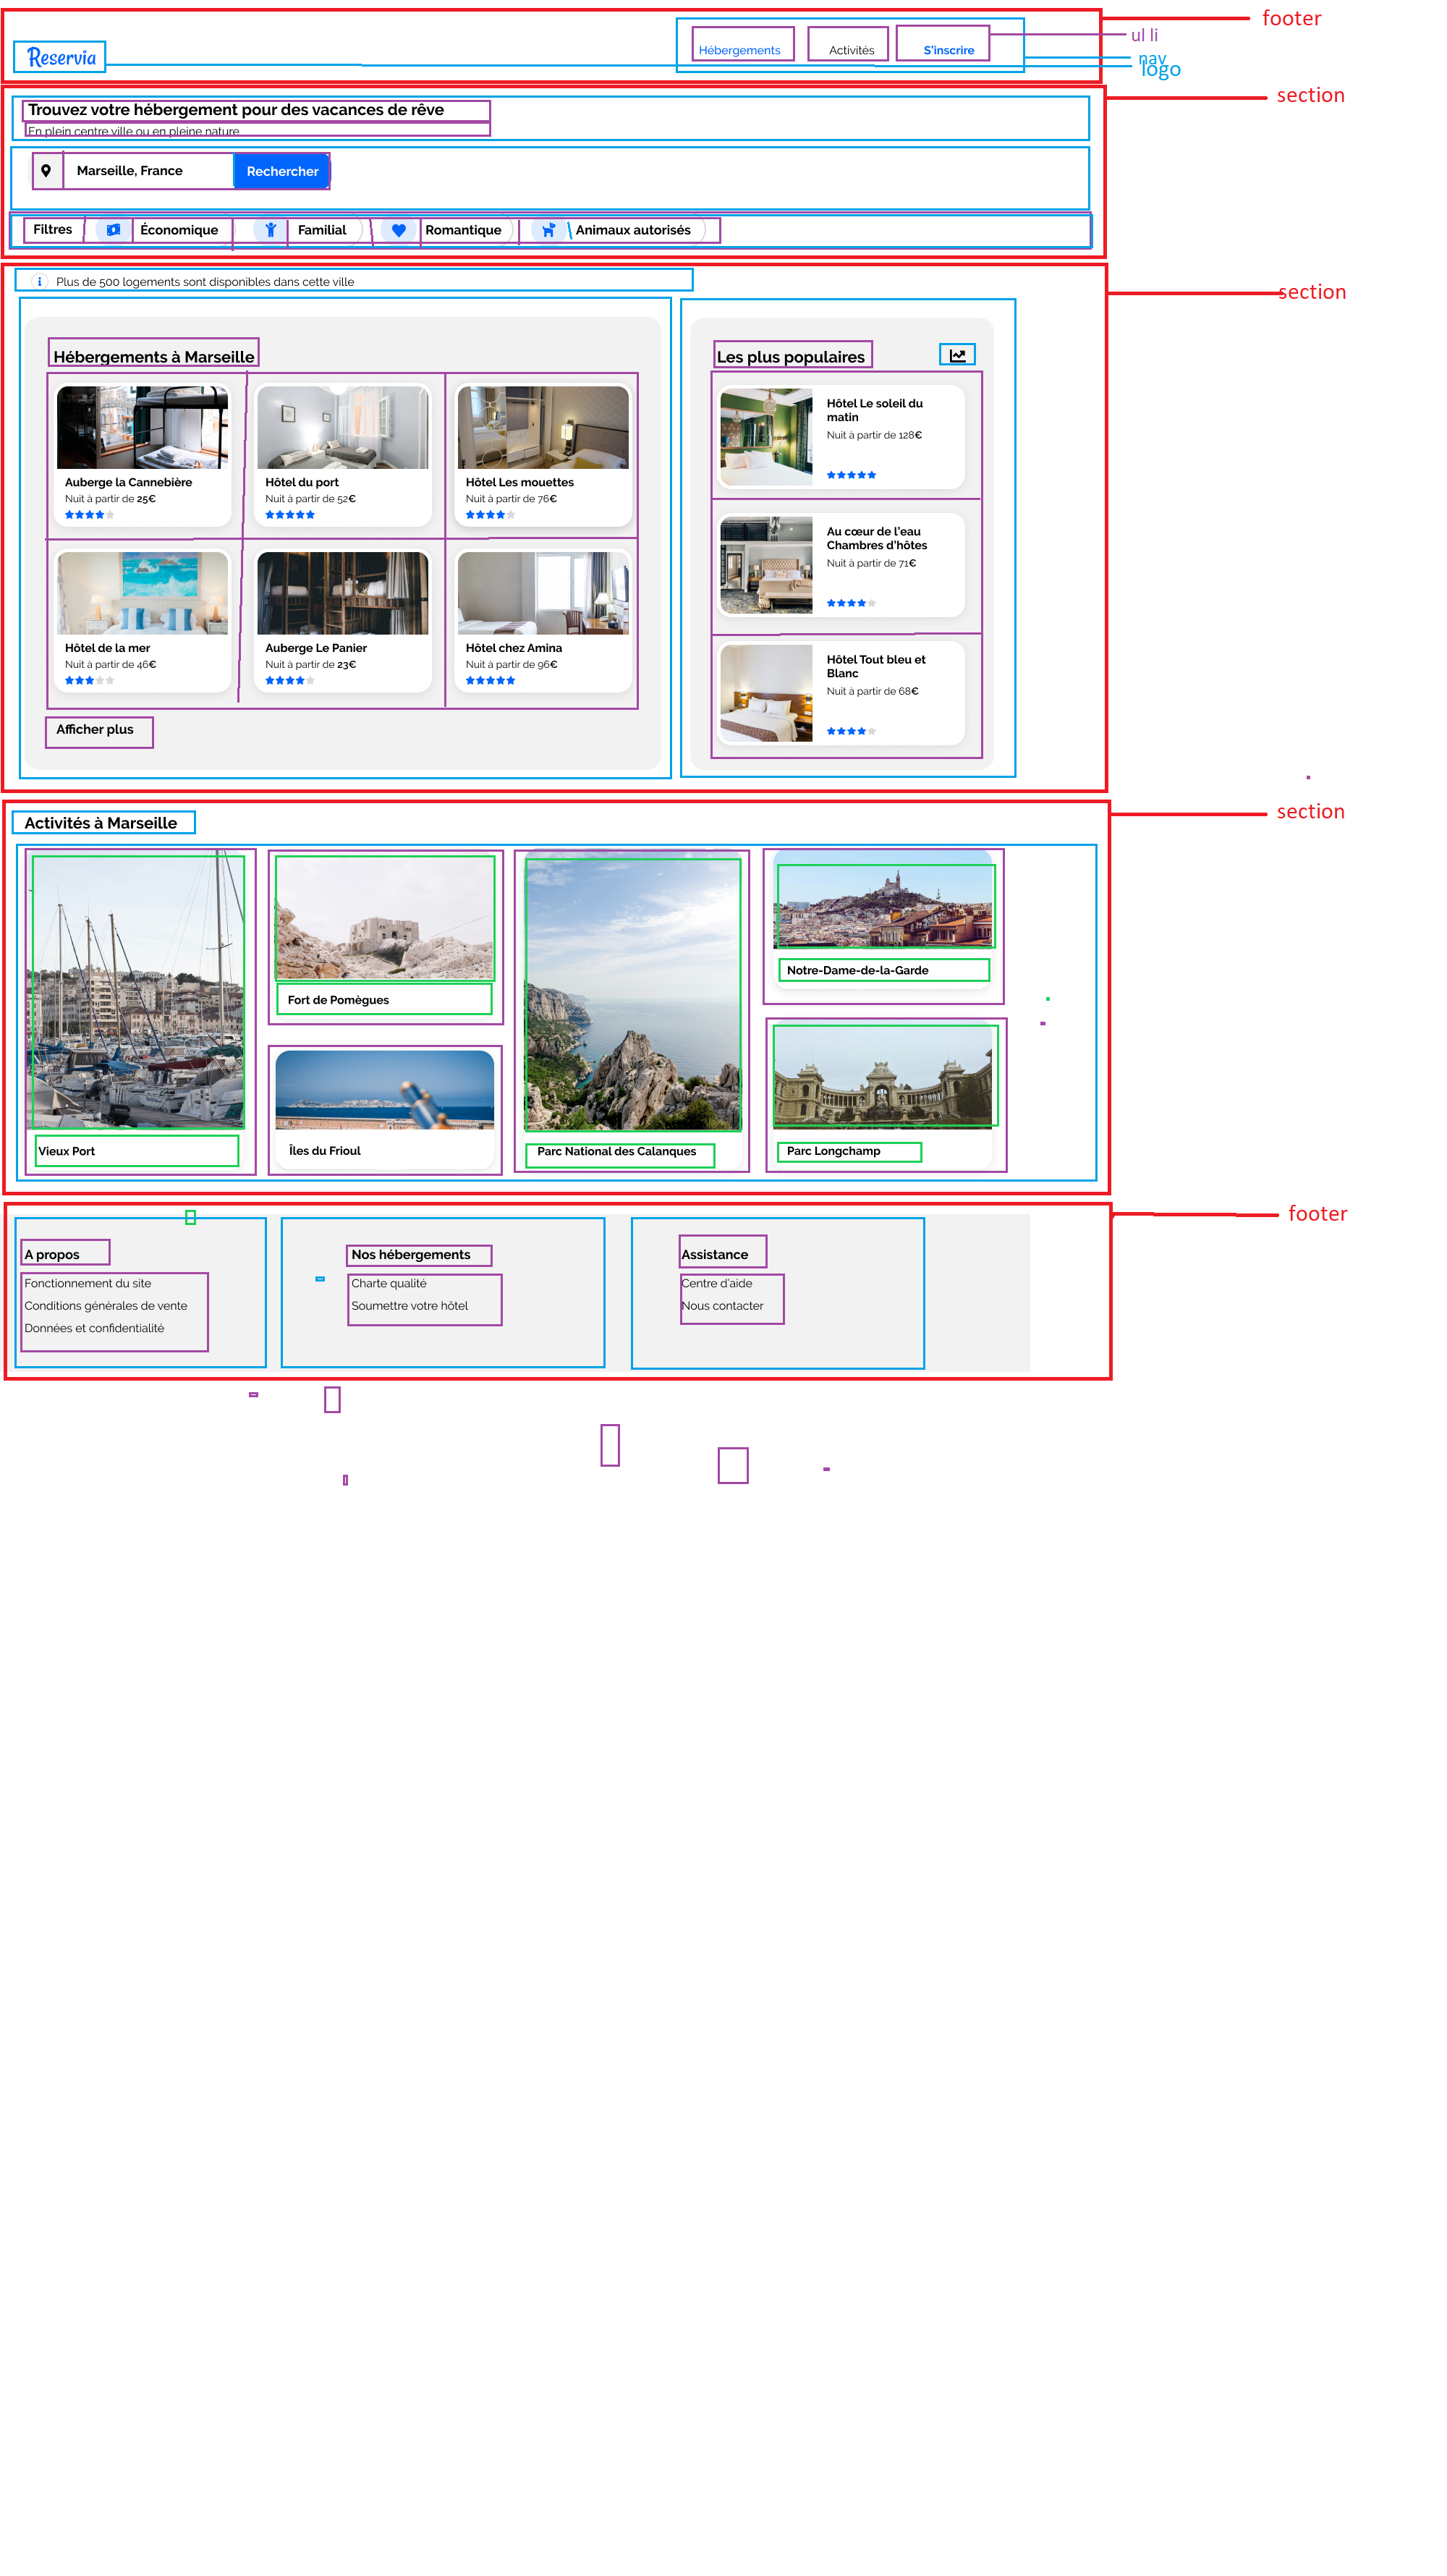 footer
ul li
Hébergements
Activités
S'inscrire
nav
Reservia
logo
section
Trouvez votre hébergement pour des vacances de rêve
En plein centre ville ou en pleine nature
Marseille, France
Rechercher
Filtres
Économique
Familial
Romantique
Animaux autorisés
Plus de 500 logements sont disponibles dans cette ville
section
Hébergements à Marseille
Auberge la Cannebière
Nuit à partir de 25€
Hôtel du port
Nuit à partir de 52€
Hôtel Les mouettes
Nuit à partir de 76€
Hôtel de la mer
Nuit à partir de 46€
Auberge Le Panier
Nuit à partir de 23€
Hôtel chez Amina
Nuit à partir de 96€
Afficher plus
Les plus populaires
Hôtel Le soleil du
matin
Nuit à partir de 128€
Au cœur de l'eau
Chambres d'hôtes
Nuit à partir de 71€
Hôtel Tout bleu et
Blanc
Nuit à partir de 68€
section
Activités à Marseille
Vieux Port
Fort de Pomègues
Îles du Frioul
Parc National des Calanques
Notre-Dame-de-la-Garde
Parc Longchamp
footer
A propos
Fonctionnement du site
Conditions générales de vente
Données et confidentialité
Nos hébergements
Charte qualité
Soumettre votre hôtel
Assistance
Centre d'aide
Nous contacter